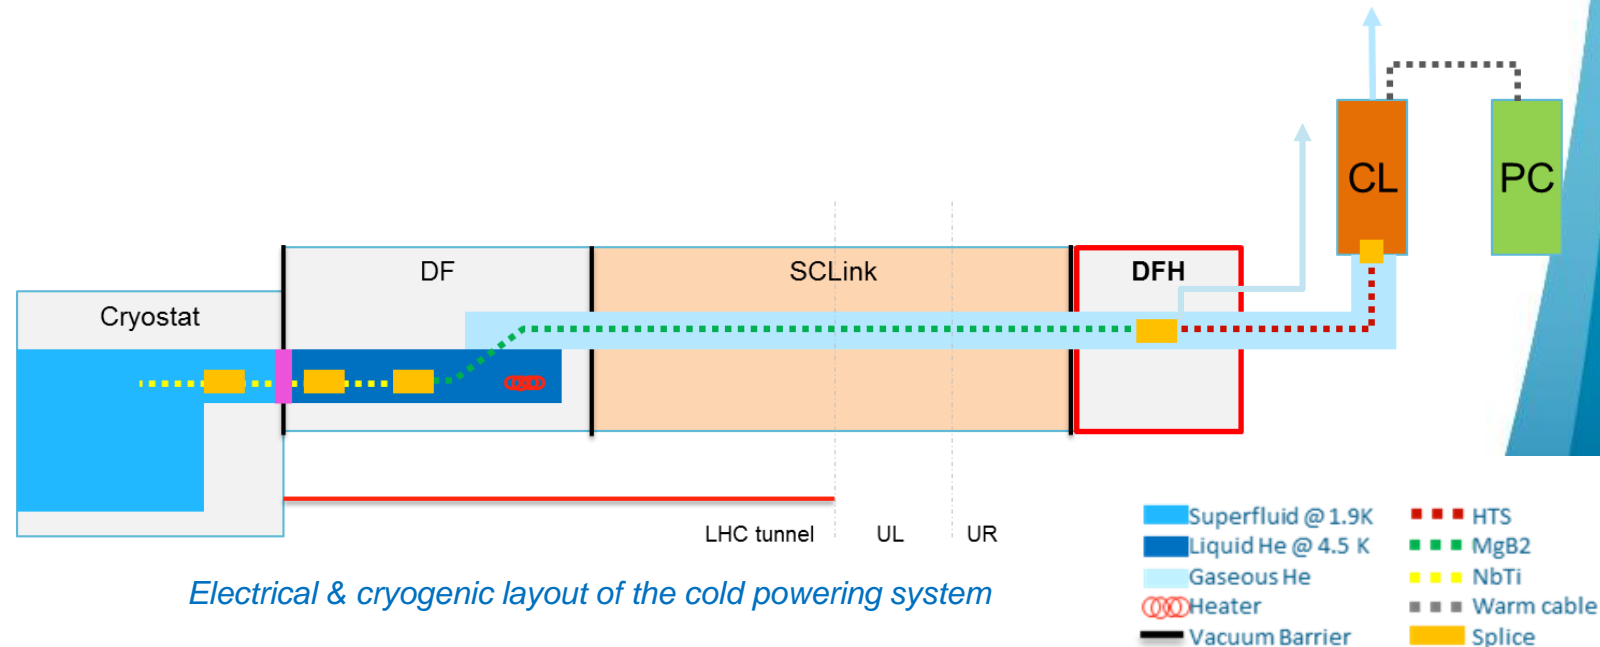 CL
PC
DF
SCLink
DFH
Cryostat
LHC tunnel
UL
UR
Electrical & cryogenic layout of the cold powering system
Superfluid @ 1.9K
Liquid He @ 4.5 K
Gaseous He
Heater
Vacuum Barrier
HTS
MgB2
NbTi
Warm cable
Splice